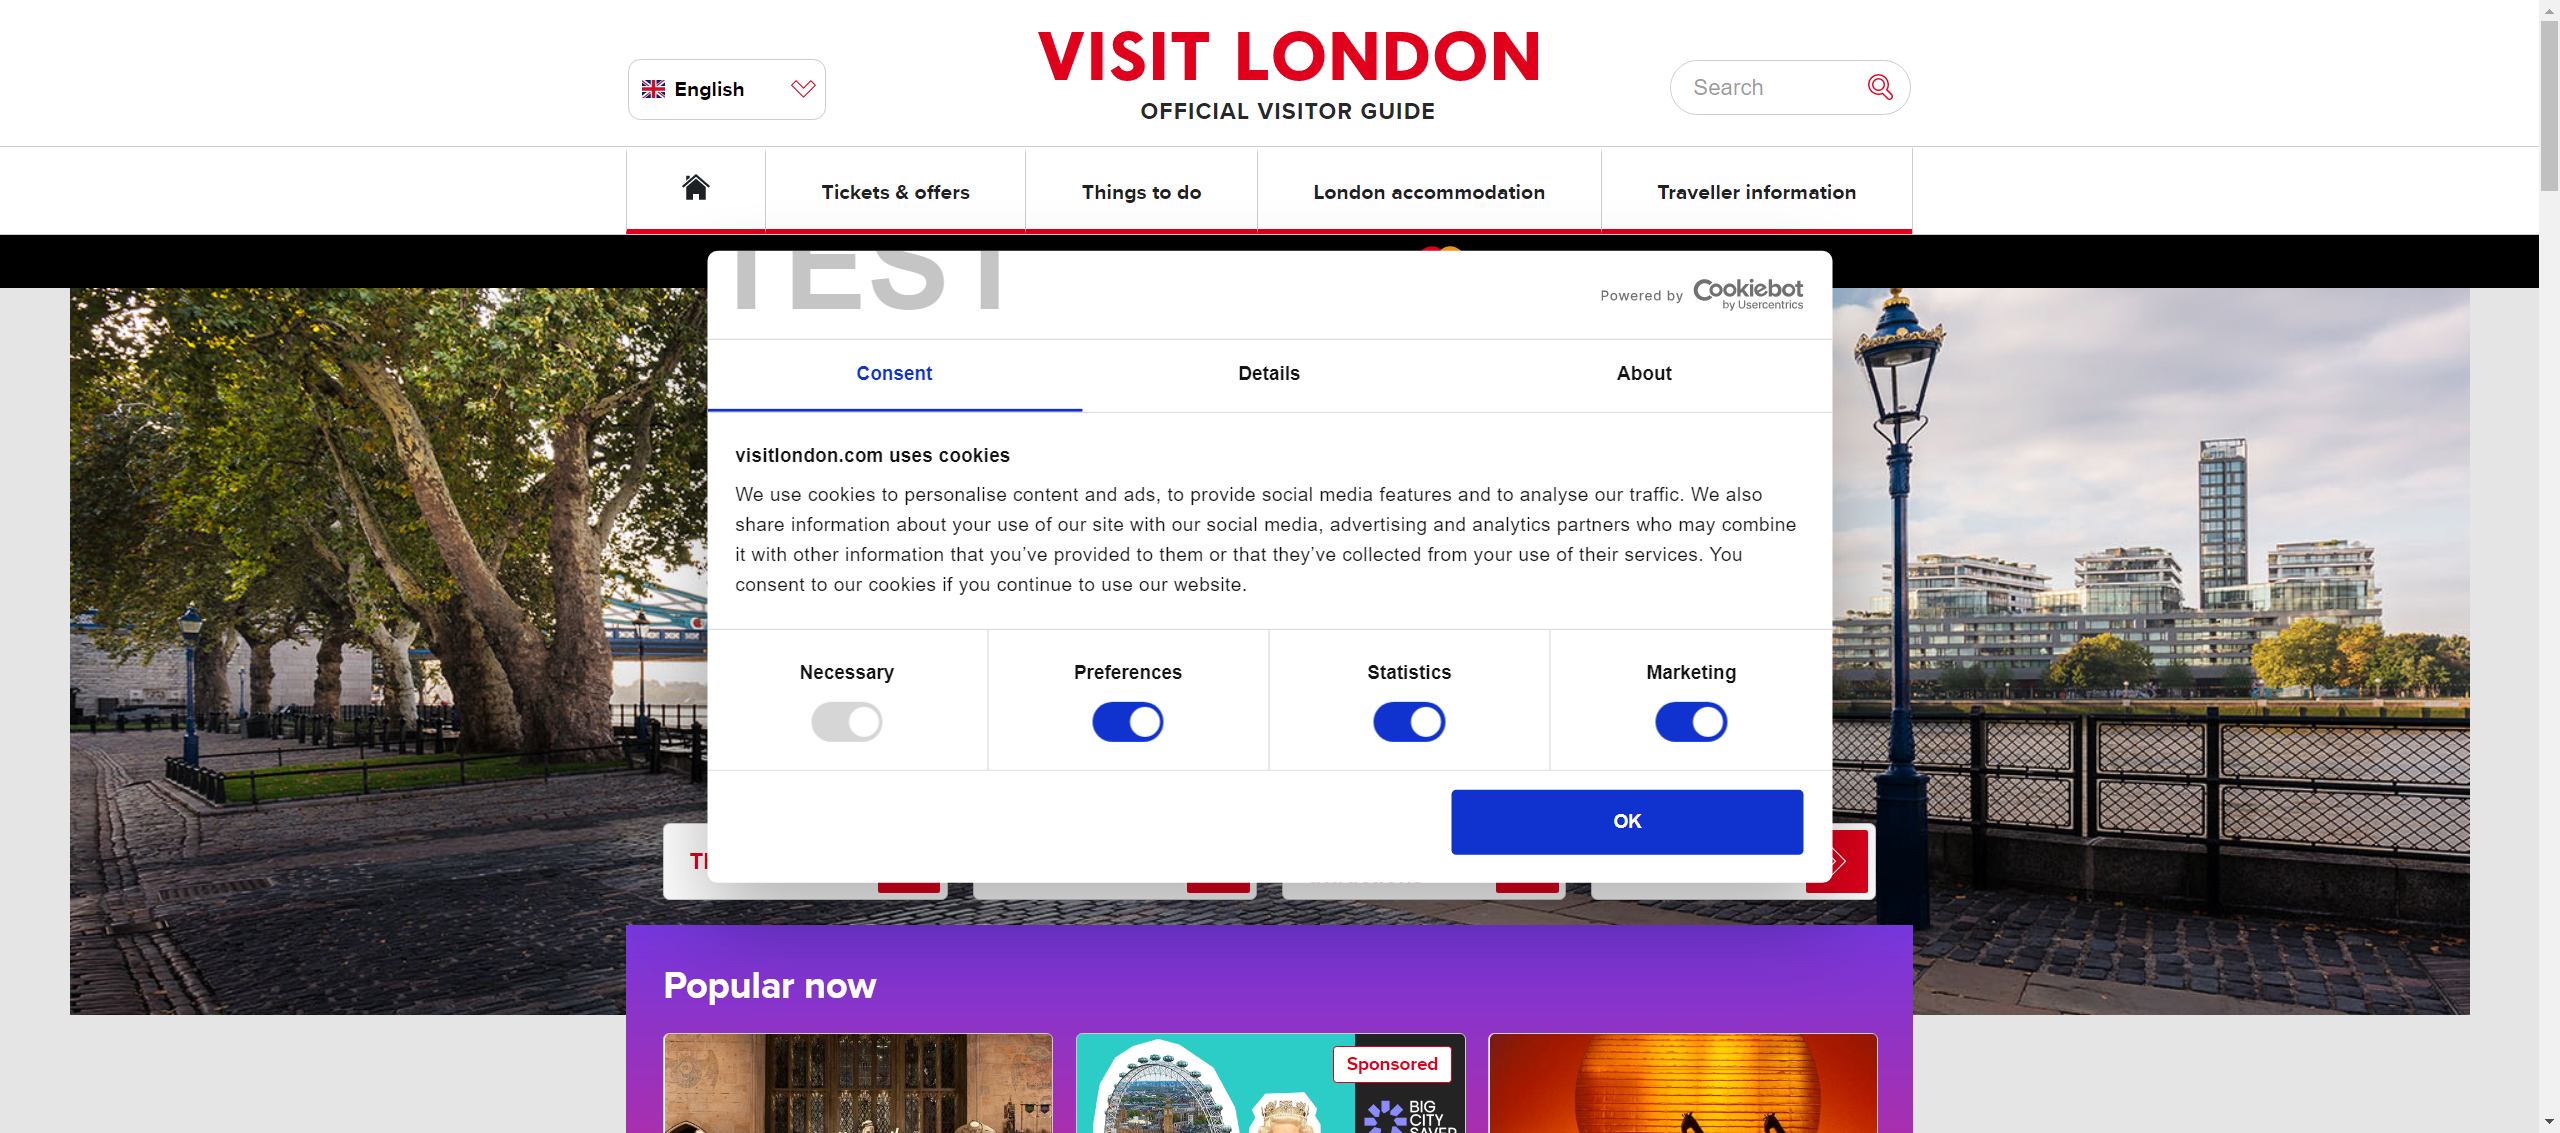 VISIT LONDON
OFFICIAL VISITOR GUIDE
English
Search
Tickets & offers
Things to do
London accommodation
Traveller information
TEST
Powered by Cookiebot
by Usercentrics
Consent
Details
About
visitlondon.com uses cookies
We use cookies to personalise content and ads, to provide social media features and to analyse our traffic. We also
share information about your use of our site with our social media, advertising and analytics partners who may combine
it with other information that you’ve provided to them or that they’ve collected from your use of their services. You
consent to our cookies if you continue to use our website.
Necessary
Preferences
Statistics
Marketing
OK
Popular now
Sponsored
BIG
CITY
SAVER